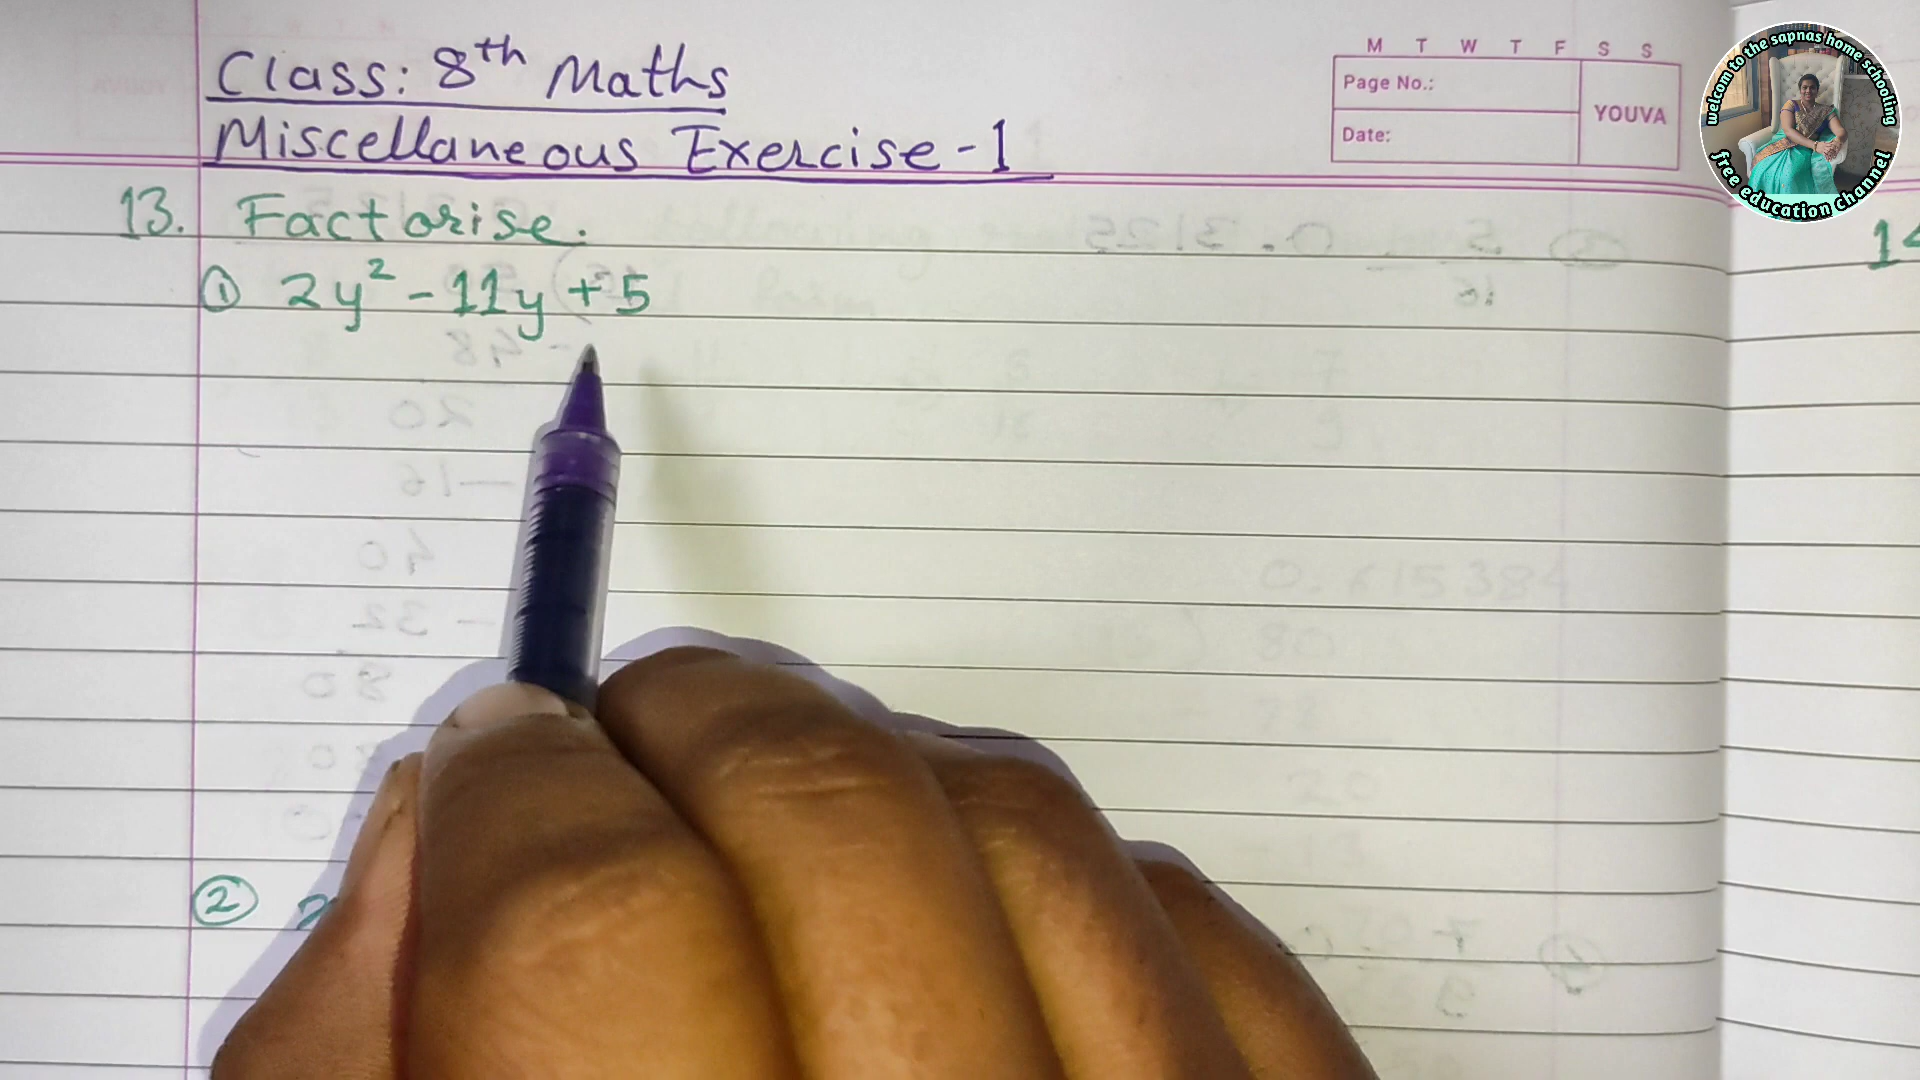 Class: 8th Maths
Miscellaneous Exercise-1
M T W T F S S
Page No.:
YOUVA
Date:
welcom to the sapnas home schooling
free education channel
13. Factorise.
① 2y² - 11y + 5
②